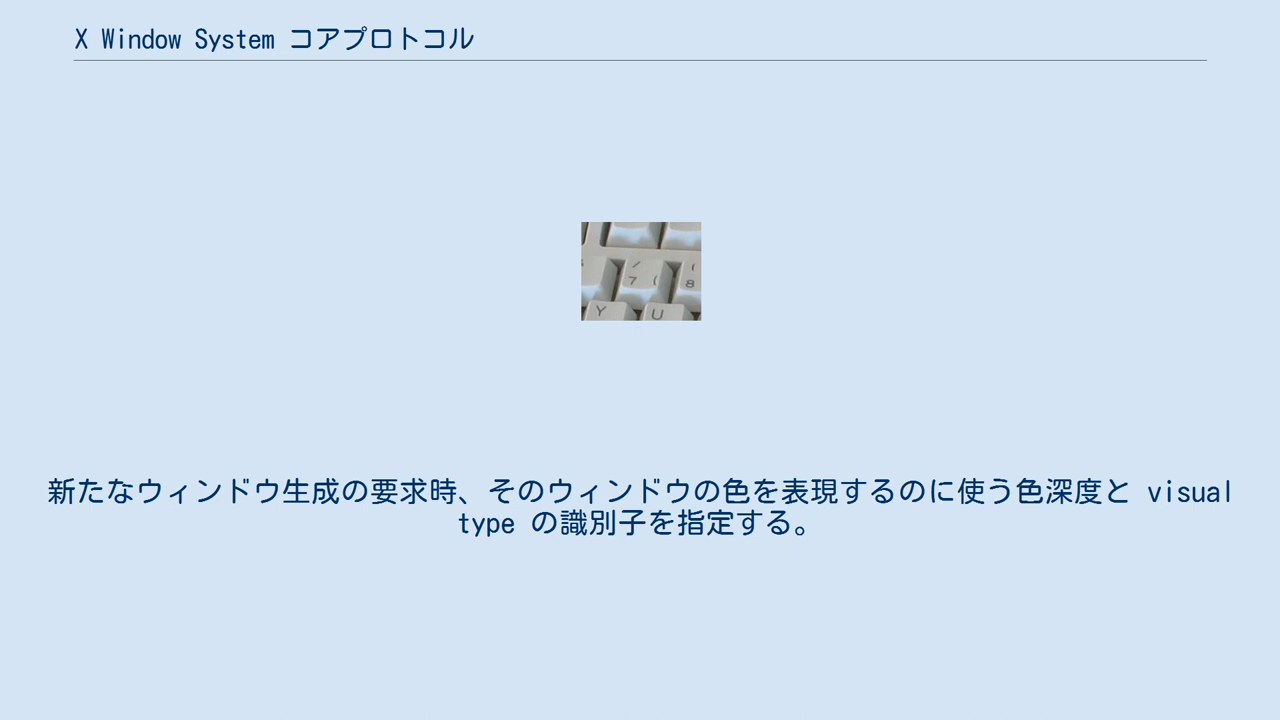 X Window System コアプロトコル
/
7 (
(
8
Y U
新たなウィンドウ生成の要求時、そのウィンドウの色を表現するのに使う色深度と visual
type の識別子を指定する。